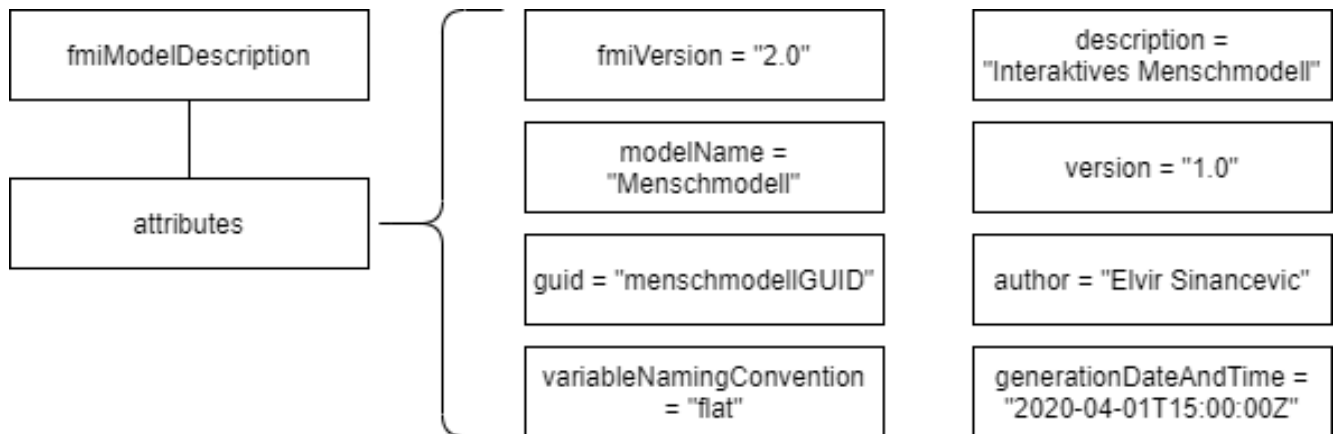 fmiModelDescription
attributes
fmiVersion = "2.0"
description =
"Interaktives Menschmodell"
modelName =
"Menschmodell"
version = "1.0"
guid = "menschmodellGUID"
author = "Elvir Sinancevic"
variableNamingConvention
= "flat"
generationDateAndTime =
"2020-04-01T15:00:00Z"